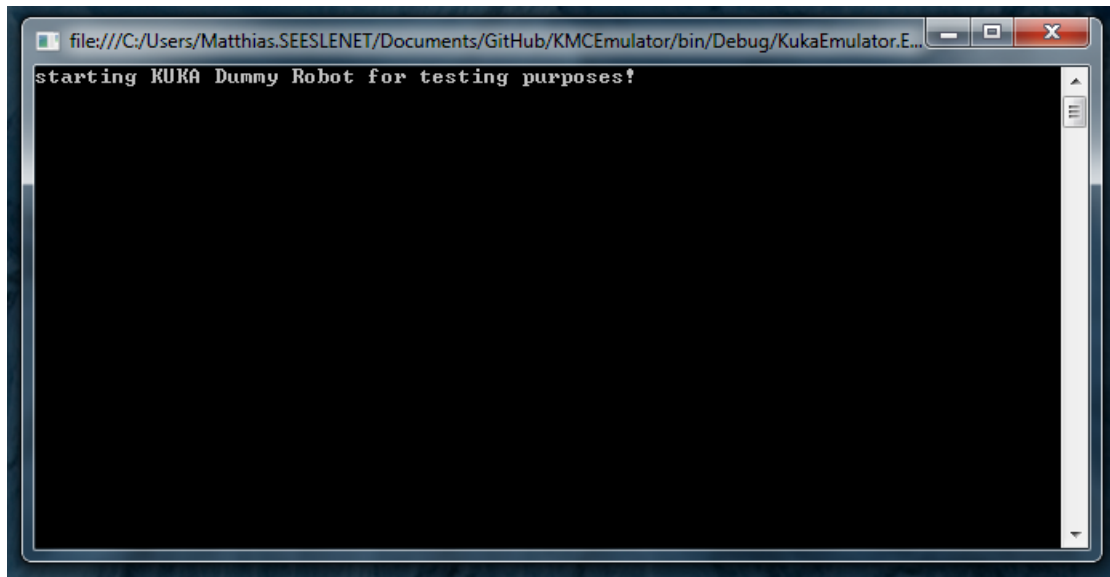 file:///C:/Users/Matthias.SEESLENET/Documents/GitHub/KMCEmulator/bin/Debug/KukaEmulator.E...
starting KUKA Dummy Robot for testing purposes!